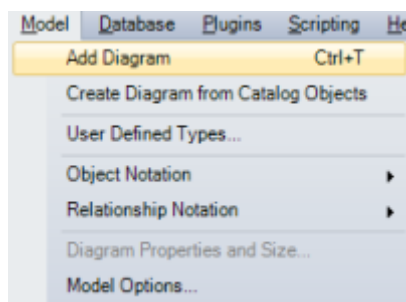 Model Database Plugins Scripting He
Add Diagram Ctrl+T
Create Diagram from Catalog Objects
User Defined Types...
Object Notation
Relationship Notation
Diagram Properties and Size...
Model Options...